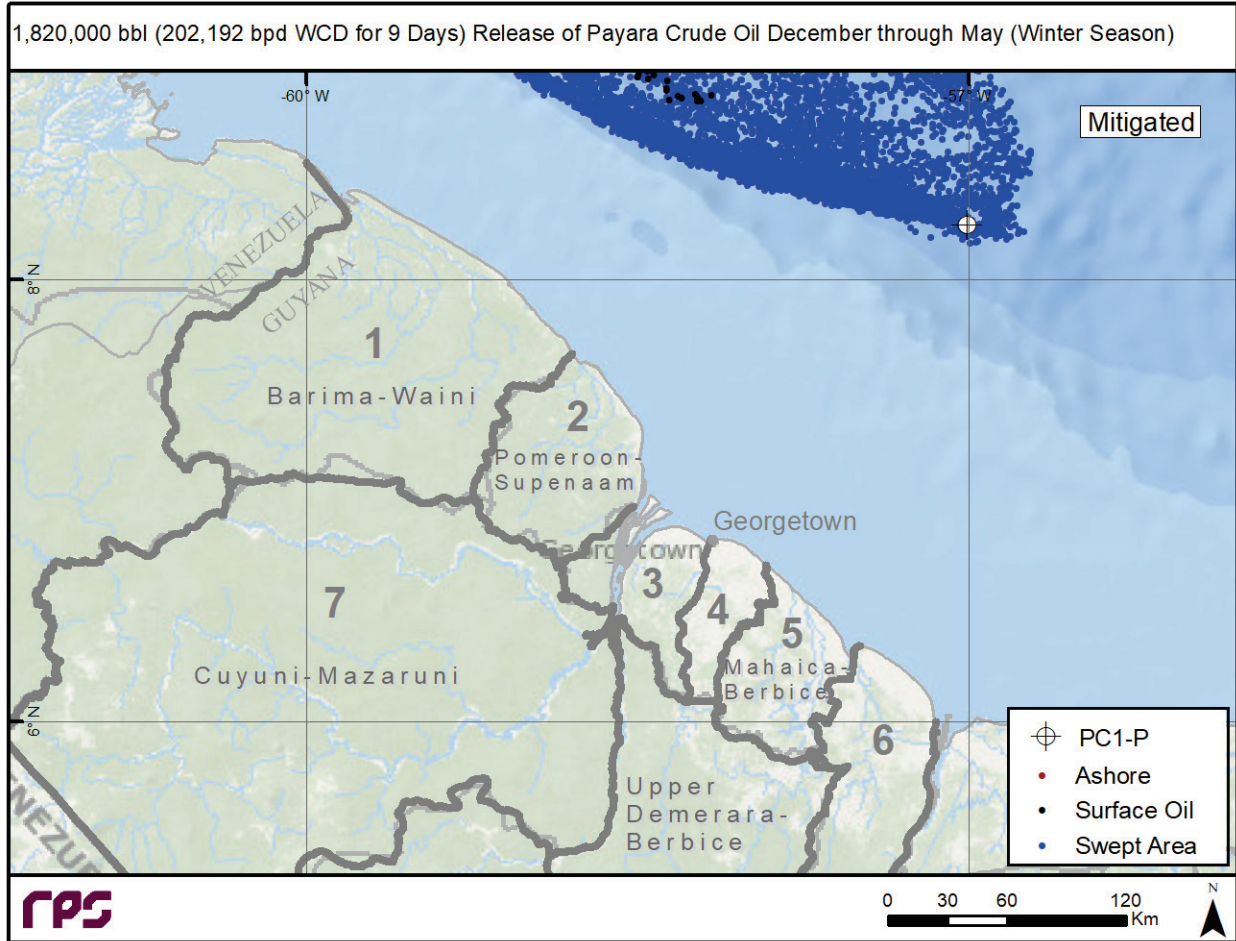 1,820,000 bbl (202,192 bpd WCD for 9 Days) Release of Payara Crude Oil December through May (Winter Season)
-60° W
-57° W
Mitigated
8° N
VENEZUELA
GUYANA
1
Barima-Waini
2
Pomeroon-
Supenaam
Georgetown
Georgetown
3
4
5
7
Mahaica-
Berbice
Cuyuni-Mazaruni
6° N
6
Upper
Demerara-
Berbice
PC1-P
Ashore
Surface Oil
Swept Area
rps
0 30 60 120
Km
N